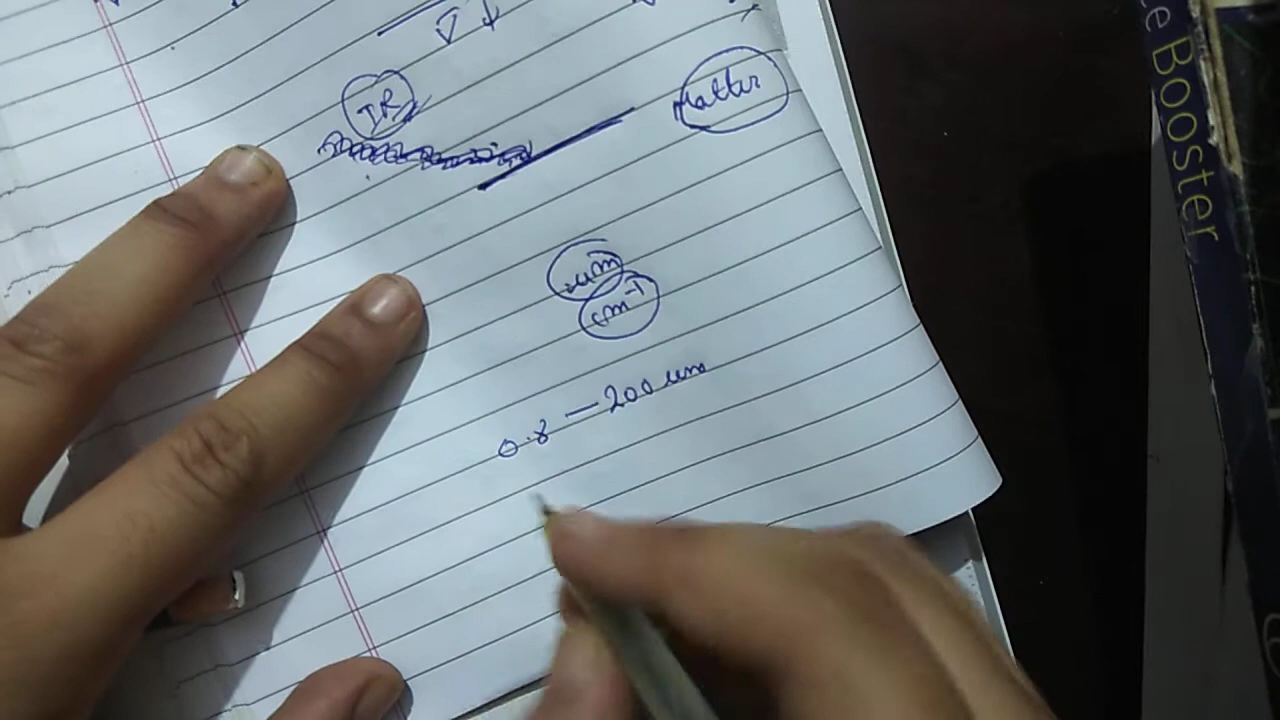 IR
Matter
μm
cm⁻¹
0.8 — 200 μm
e Booster